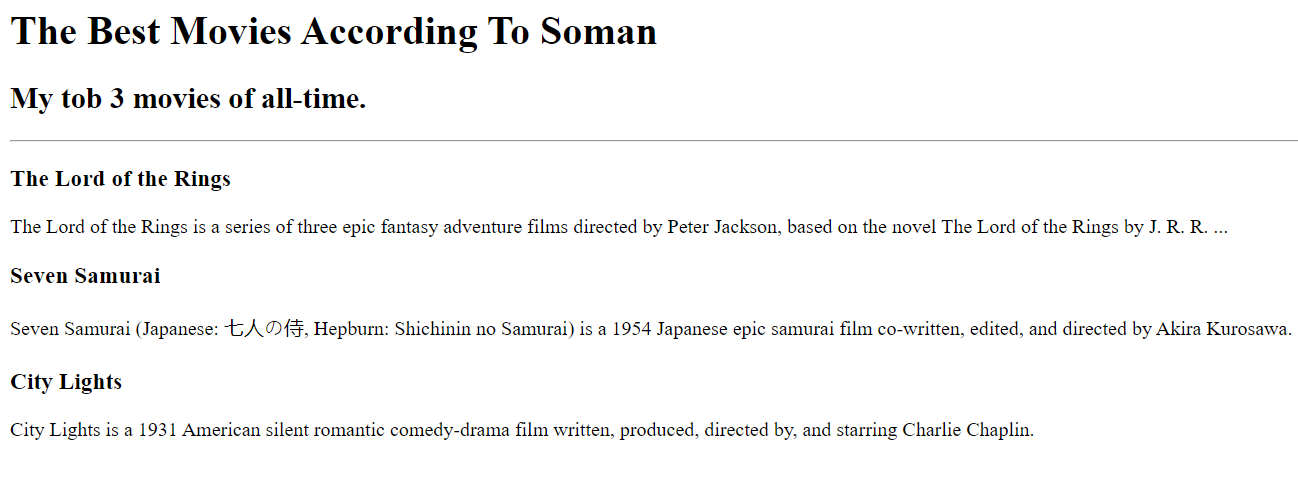 The Best Movies According To Soman
My tob 3 movies of all-time.
The Lord of the Rings
The Lord of the Rings is a series of three epic fantasy adventure films directed by Peter Jackson, based on the novel The Lord of the Rings by J. R. R. ...
Seven Samurai
Seven Samurai (Japanese: 七人の侍, Hepburn: Shichinin no Samurai) is a 1954 Japanese epic samurai film co-written, edited, and directed by Akira Kurosawa.
City Lights
City Lights is a 1931 American silent romantic comedy-drama film written, produced, directed by, and starring Charlie Chaplin.